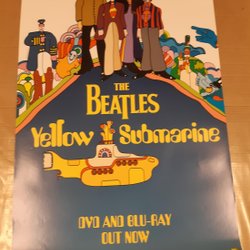 THE
BEATLES
Yellow Submarine
DVD AND BLU-RAY
OUT NOW